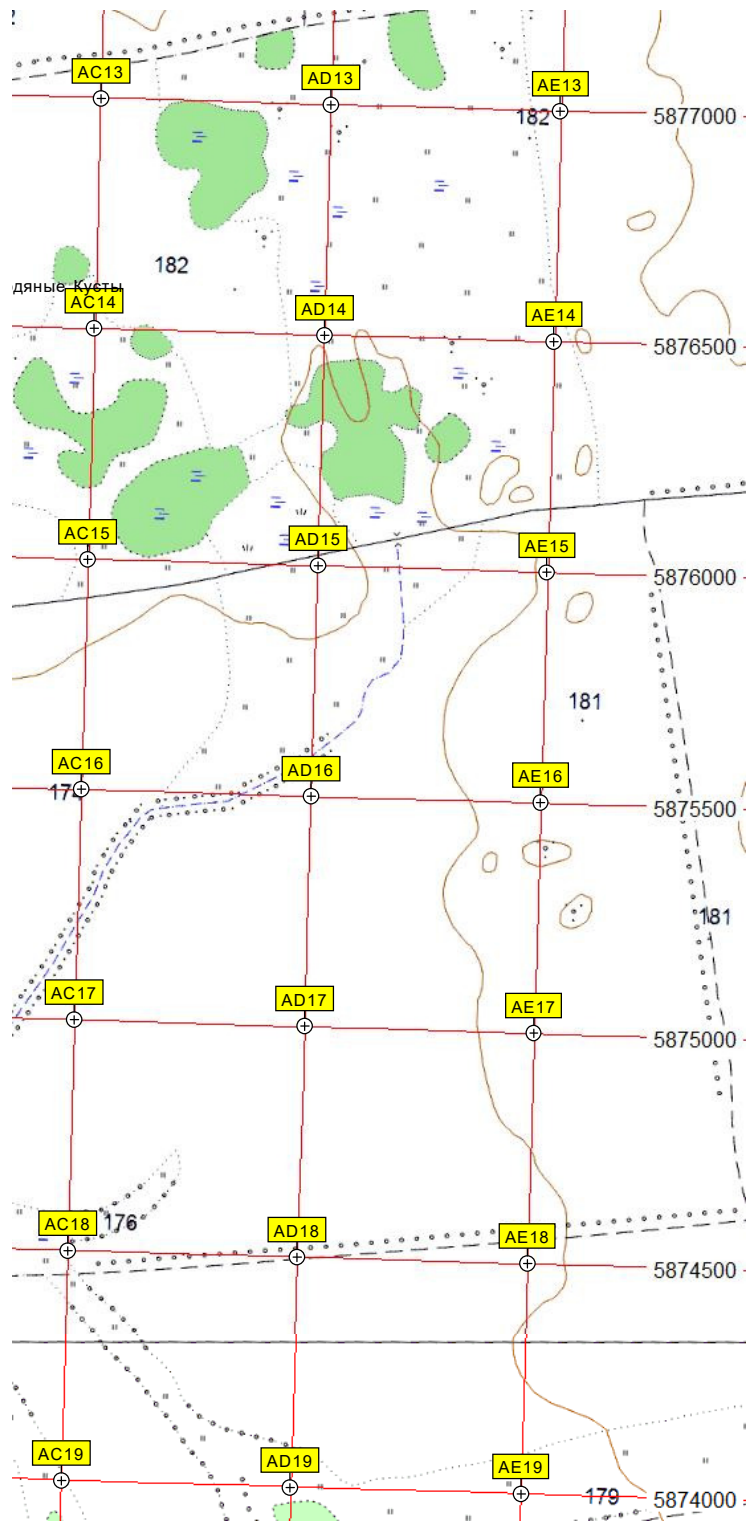 AC13
AD13
AE13
182
5877000
182
дяные Кусты
AC14
AD14
AE14
5876500
AC15
AD15
AE15
5876000
181
AC16
AD16
AE16
5875500
181
AC17
AD17
AE17
5875000
176
AC18
AD18
AE18
5874500
AC19
AD19
AE19
179
5874000